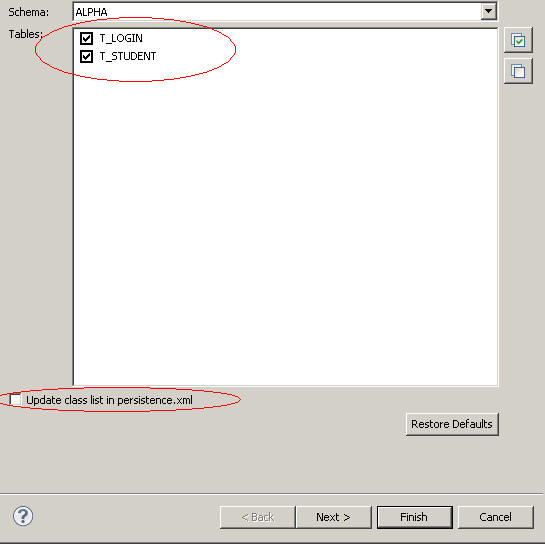 Schema: ALPHA
Tables: T_LOGIN
T_STUDENT
Update class list in persistence.xml
Restore Defaults
? < Back Next > Finish Cancel